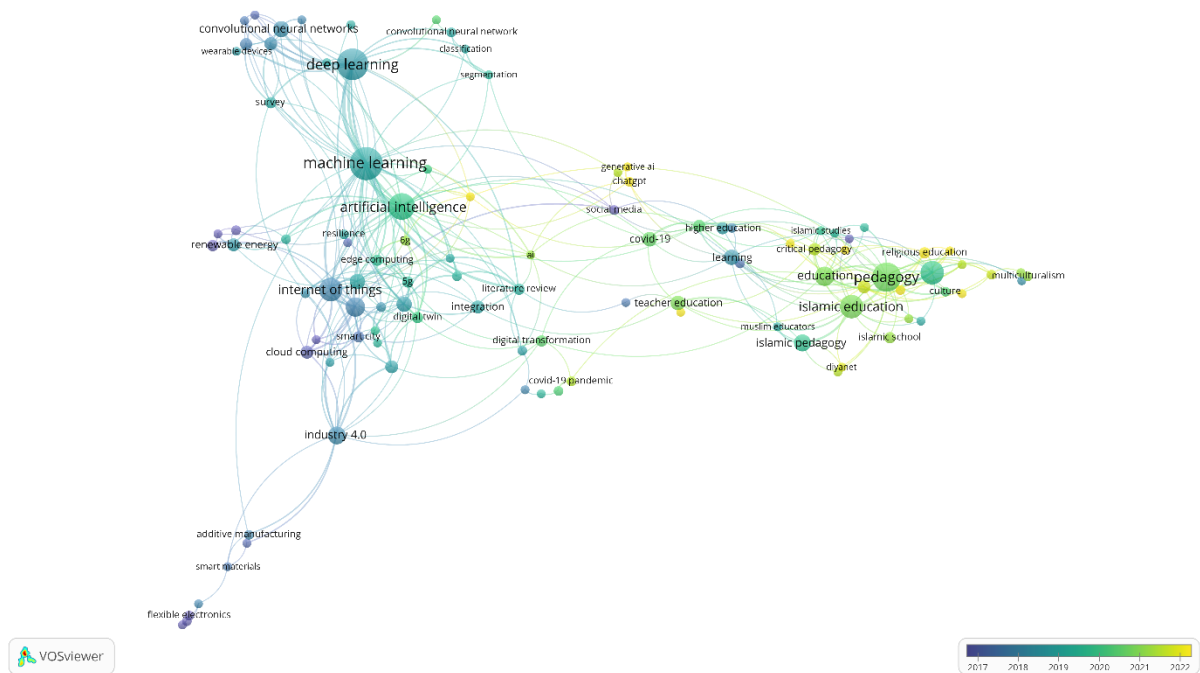 convolutional neural networks
convolutional neural network
wearable devices
classification
deep learning
segmentation
survey
machine learning
generative ai
chatgpt
artificial intelligence
social media
resilience
higher education
islamic studies
renewable energy
6g
covid-19
critical pedagogy
religious education
edge computing
ai
learning
education
pedagogy
multiculturalism
internet of things
5g
literature review
culture
teacher education
integration
islamic education
digital twin
muslim educators
smart city
digital transformation
islamic pedagogy
islamic school
cloud computing
diyanet
covid-19 pandemic
industry 4.0
additive manufacturing
smart materials
flexible electronics
VOSviewer
2017 2018 2019 2020 2021 2022